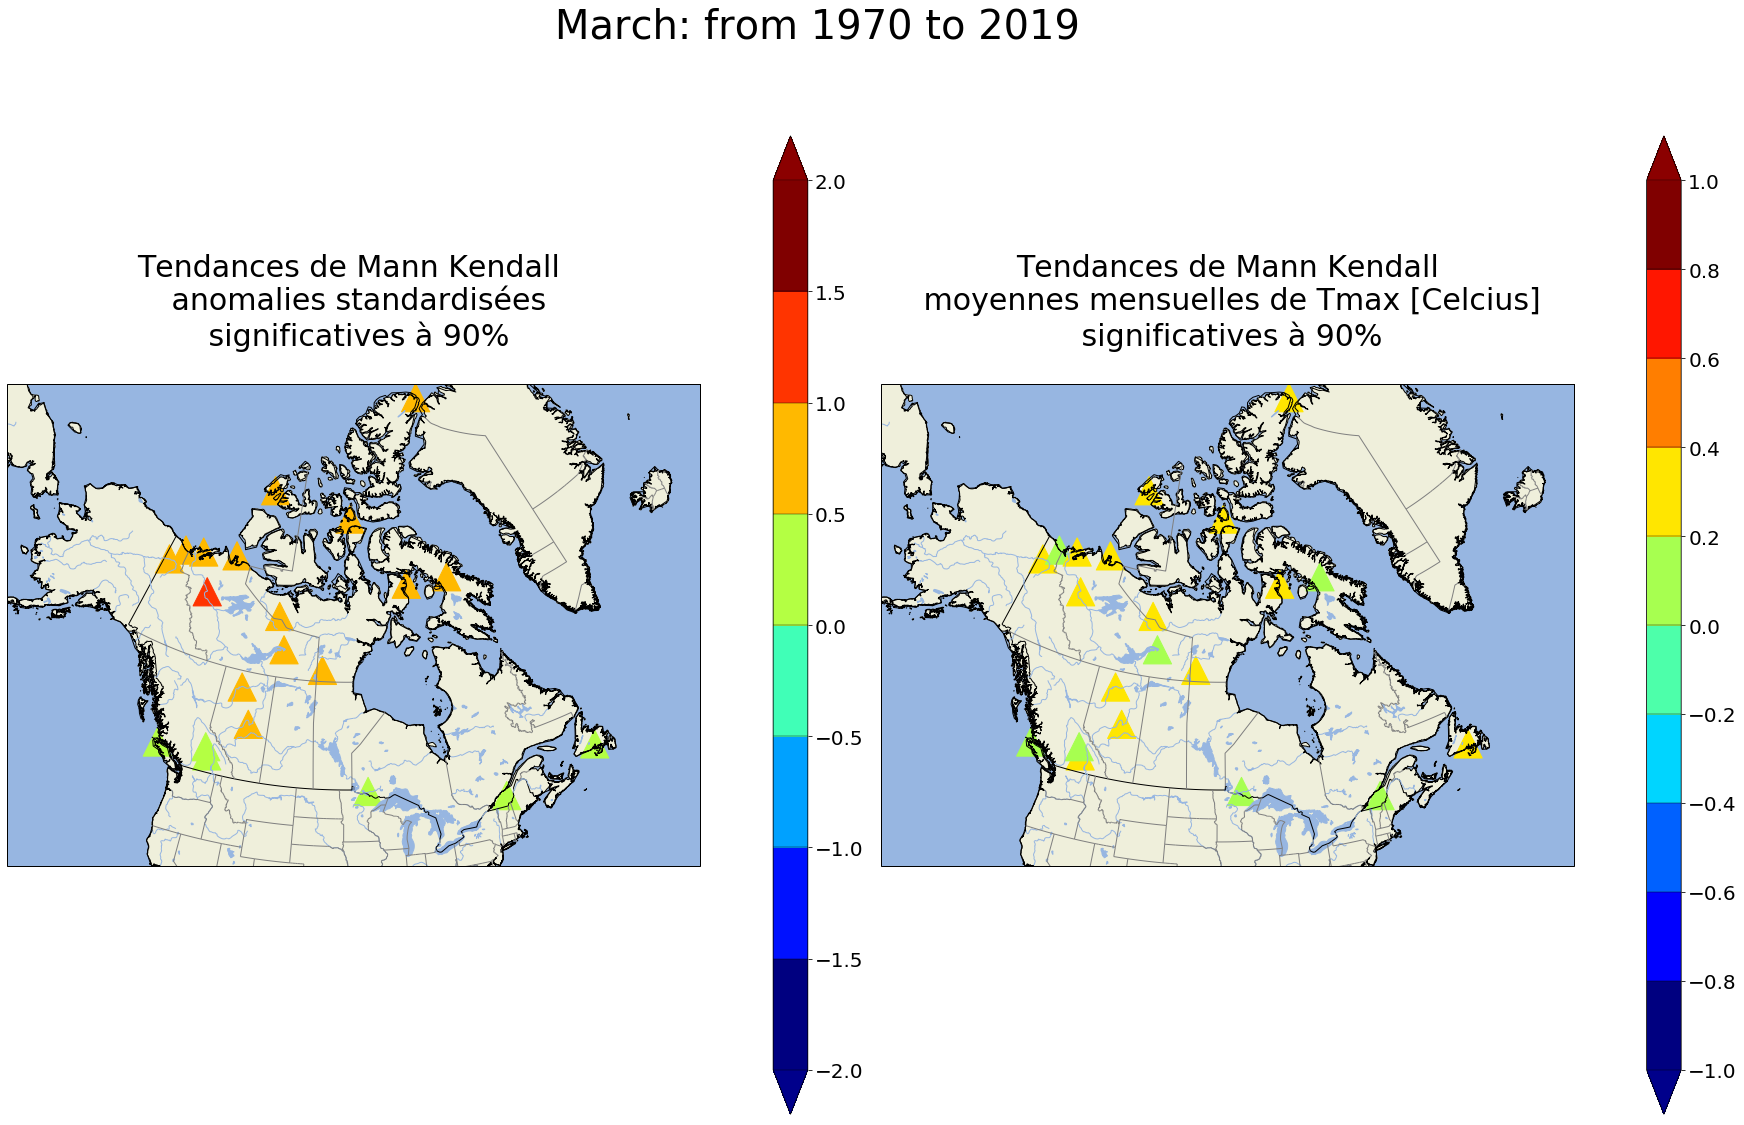 March: from 1970 to 2019
Tendances de Mann Kendall
anomalies standardisées
significatives à 90%
2.0
1.5
1.0
0.5
0.0
−0.5
−1.0
−1.5
−2.0
Tendances de Mann Kendall
moyennes mensuelles de Tmax [Celcius]
significatives à 90%
1.0
0.8
0.6
0.4
0.2
0.0
−0.2
−0.4
−0.6
−0.8
−1.0